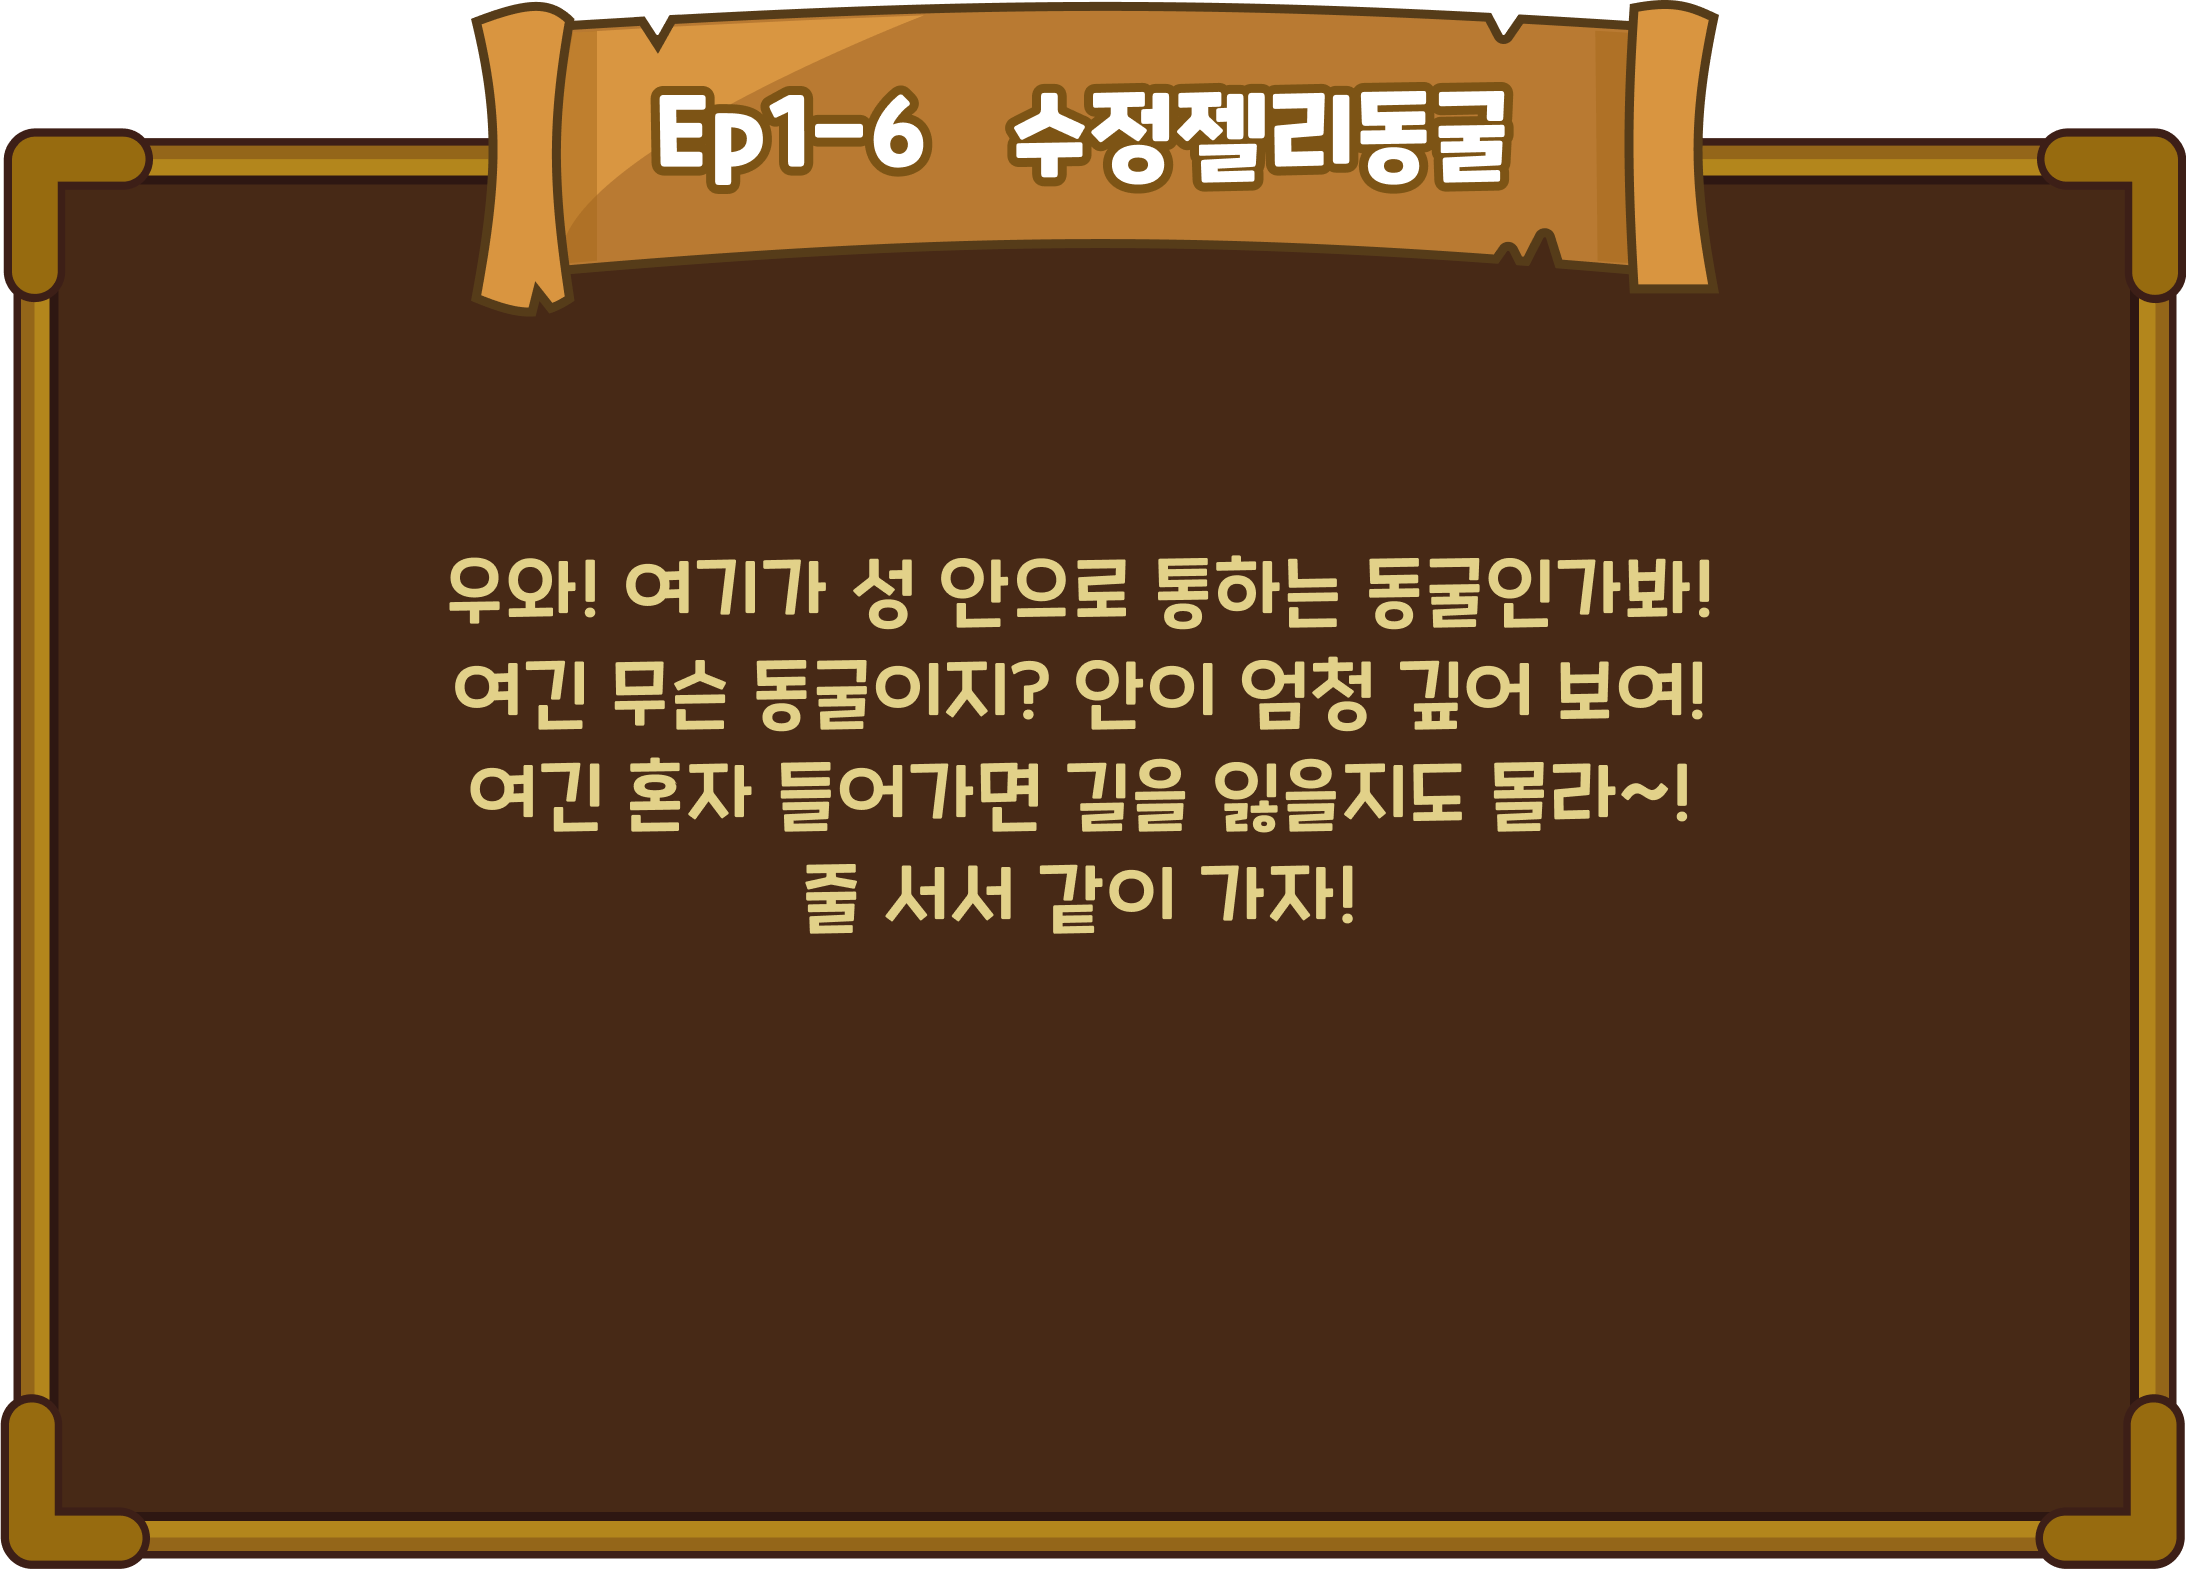 Ep1-6 수정젤리동굴
우와! 여기가 성 안으로 통하는 동굴인가봐!
여긴 무슨 동굴이지? 안이 엄청 깊어 보여!
여긴 혼자 들어가면 길을 잃을지도 몰라~!
줄 서서 같이 가자!